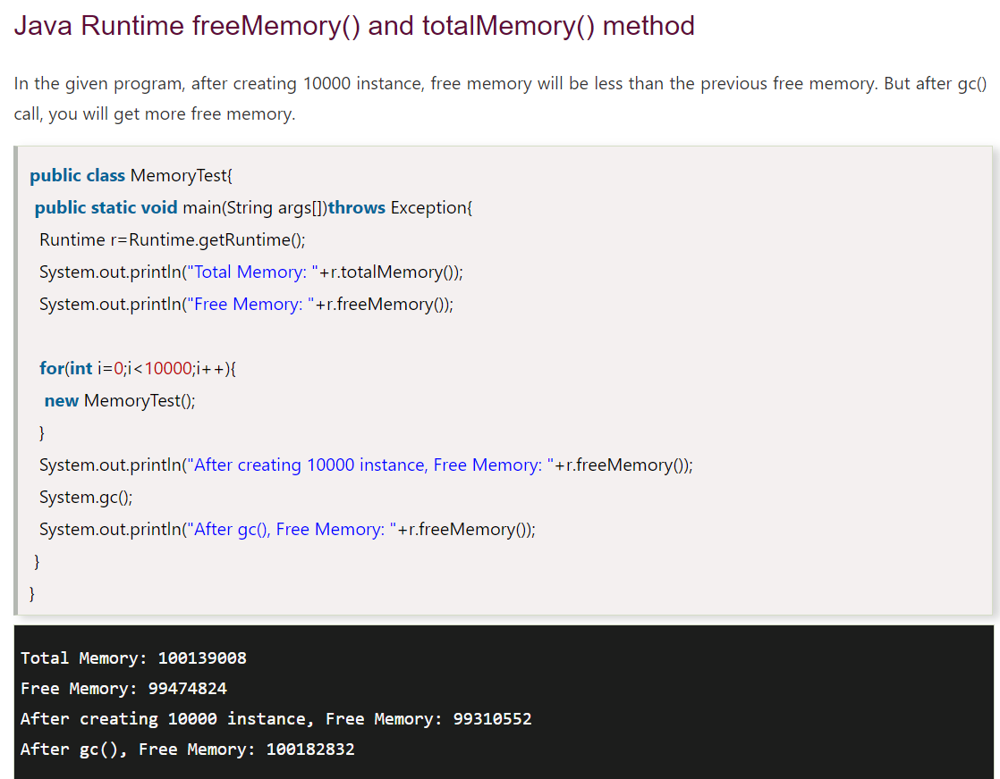 Java Runtime freeMemory() and totalMemory() method
In the given program, after creating 10000 instance, free memory will be less than the previous free memory. But after gc()
call, you will get more free memory.
public class MemoryTest{
public static void main(String args[])throws Exception{
Runtime r=Runtime.getRuntime();
System.out.println("Total Memory: "+r.totalMemory());
System.out.println("Free Memory: "+r.freeMemory());
for(int i=0;i<10000;i++){
new MemoryTest();
}
System.out.println("After creating 10000 instance, Free Memory: "+r.freeMemory());
System.gc();
System.out.println("After gc(), Free Memory: "+r.freeMemory());
}
}
Total Memory: 100139008
Free Memory: 99474824
After creating 10000 instance, Free Memory: 99310552
After gc(), Free Memory: 100182832